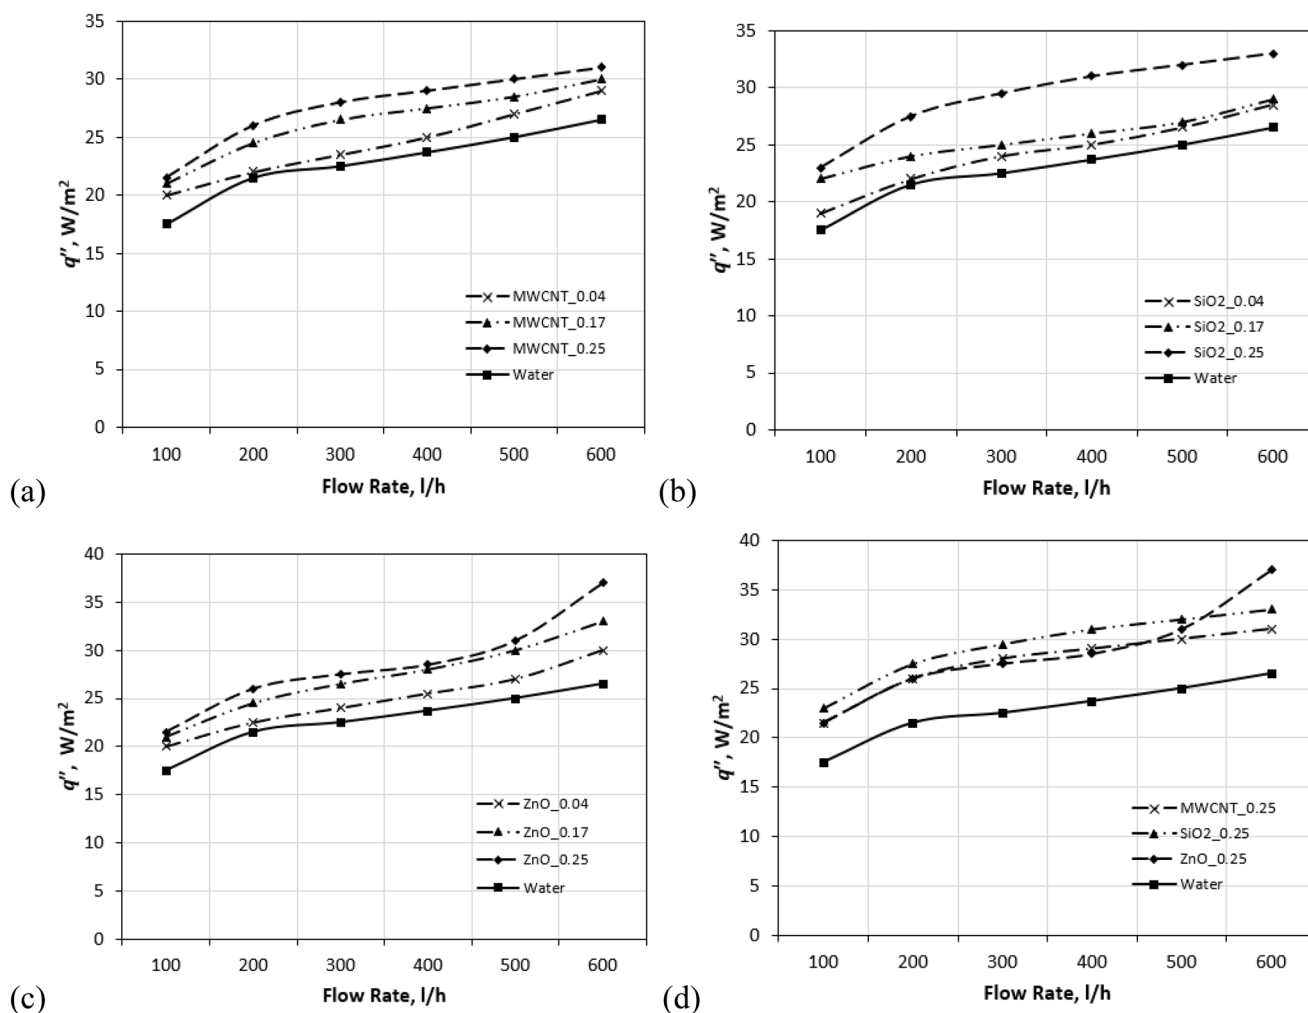 35
30
25
20
15
10
5
0
q″, W/m²
MWCNT_0.04
MWCNT_0.17
MWCNT_0.25
Water
100 200 300 400 500 600
Flow Rate, l/h
(a)
35
30
25
20
15
10
5
0
q″, W/m²
SiO2_0.04
SiO2_0.17
SiO2_0.25
Water
100 200 300 400 500 600
Flow Rate, l/h
(b)
40
35
30
25
20
15
10
5
0
q″, W/m²
ZnO_0.04
ZnO_0.17
ZnO_0.25
Water
100 200 300 400 500 600
Flow Rate, l/h
(c)
40
35
30
25
20
15
10
5
0
q″, W/m²
MWCNT_0.25
SiO2_0.25
ZnO_0.25
Water
100 200 300 400 500 600
Flow Rate, l/h
(d)